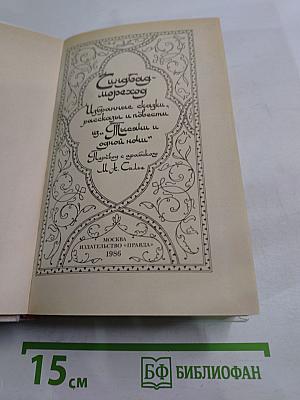 Синдбад-
мореход
Избранные сказки,
рассказы и повести
из „Тысячи и
одной ночи“
Перевод с арабского
М. А. Салье
МОСКВА
ИЗДАТЕЛЬСТВО «ПРАВДА»
1986
15 см
БФ БИБЛИОФАН